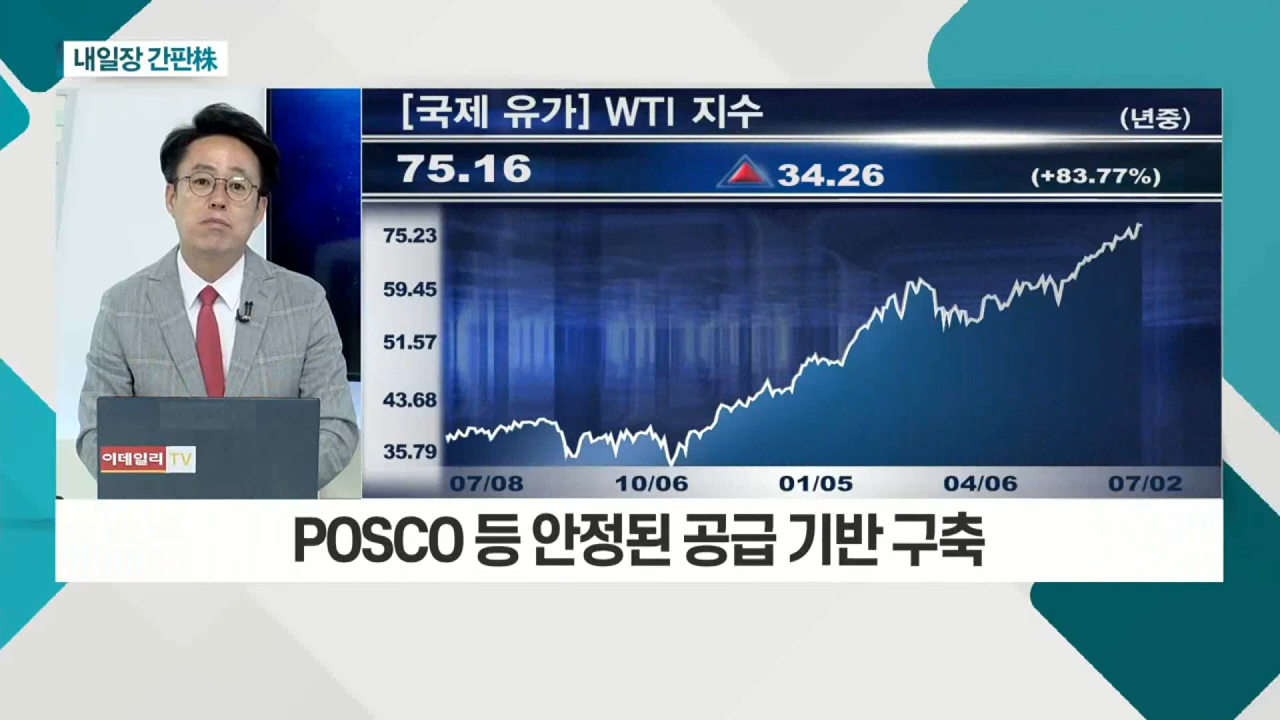 내일장 간판株
[국제 유가] WTI 지수
(년중)
75.16
▲ 34.26
(+83.77%)
75.23
59.45
51.57
43.68
35.79
07/08
10/06
01/05
04/06
07/02
이데일리 TV
POSCO 등 안정된 공급 기반 구축